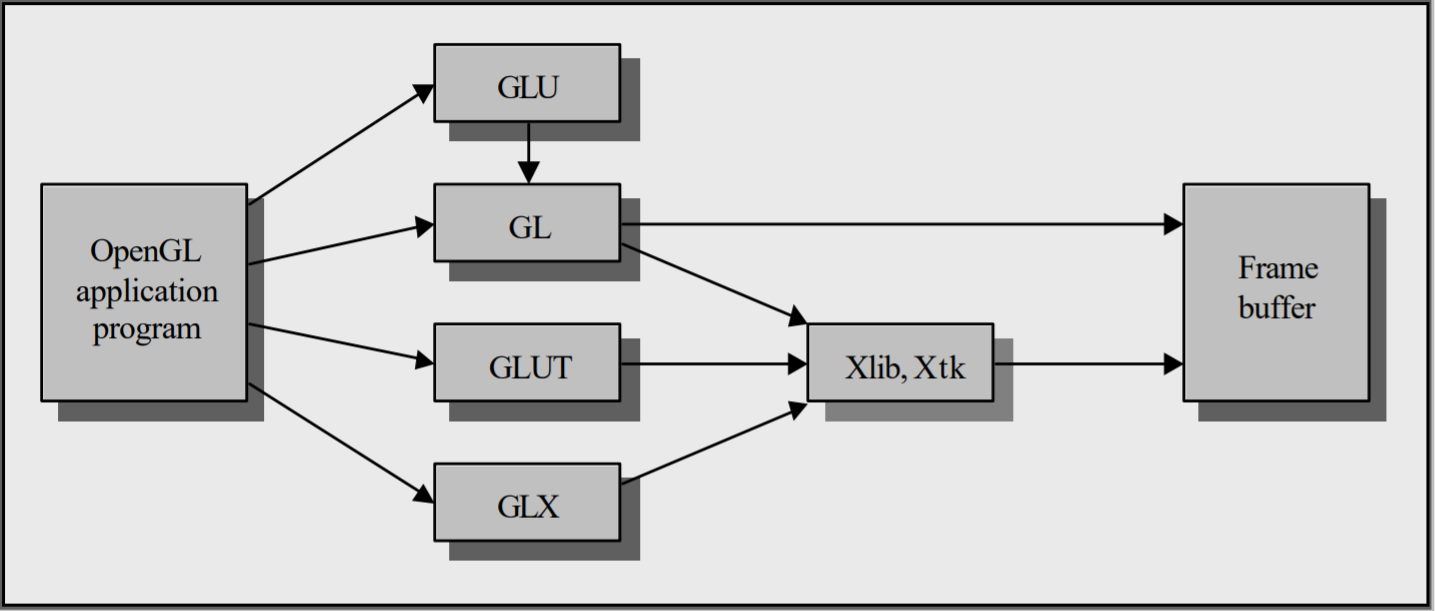 GLU
OpenGL
application
program
GL
GLUT
GLX
Xlib, Xtk
Frame
buffer